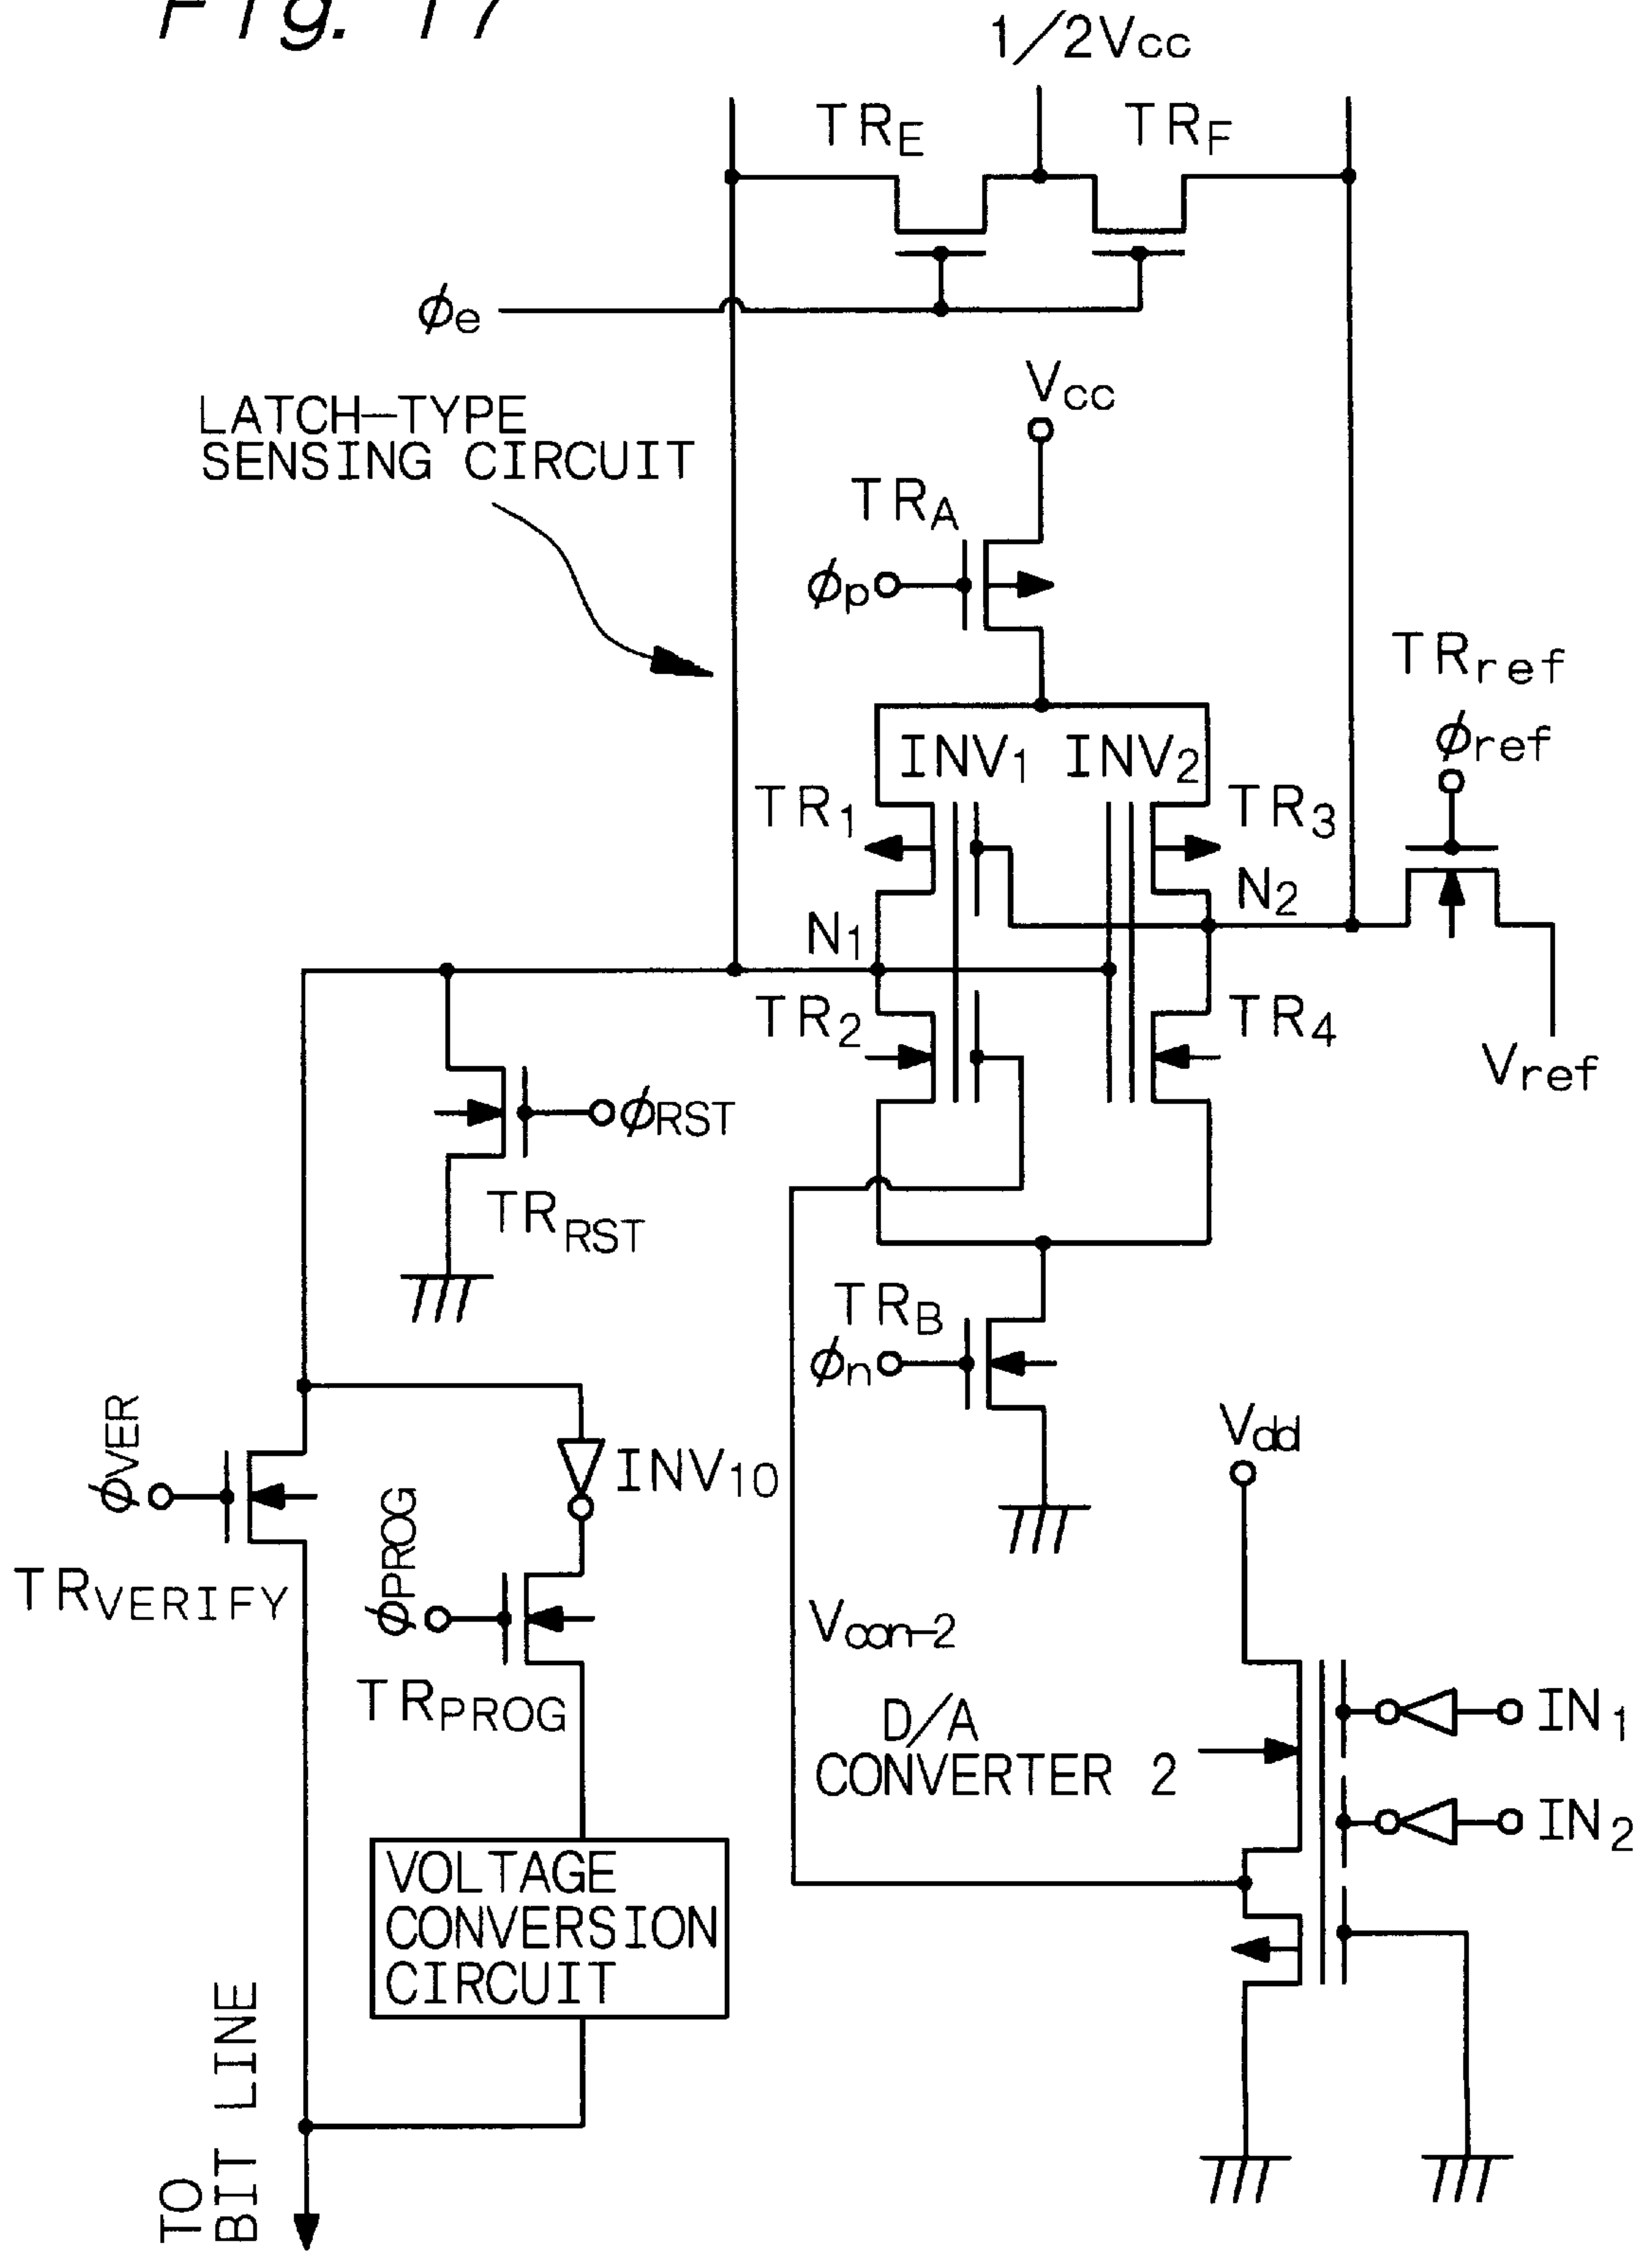 Fig. 17
1/2Vcc
TRE
TRF
ϕe
Vcc
LATCH-TYPE
SENSING CIRCUIT
TRA
ϕp
TRref
ϕref
INV1
INV2
TR1
TR3
N2
N1
TR2
TR4
Vref
ϕRST
TRRST
TRB
ϕn
ϕVER
Vdd
INV10
ϕPROG
TRVERIFY
Vcon-2
TRPROG
D/A
CONVERTER 2
IN1
IN2
VOLTAGE
CONVERSION
CIRCUIT
TO
BIT LINE